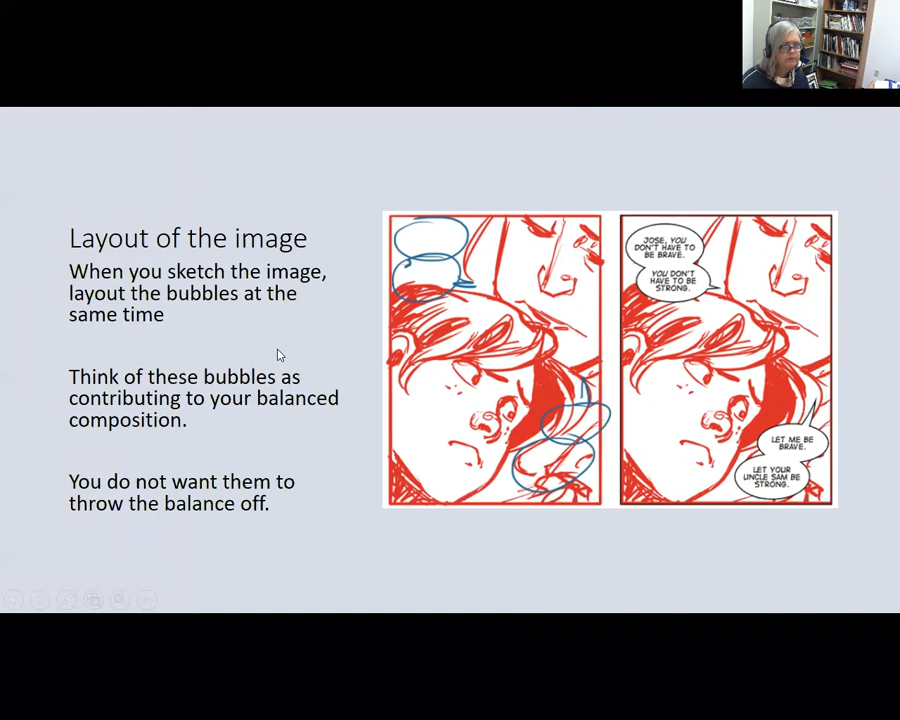 Layout of the image
When you sketch the image,
layout the bubbles at the
same time
Think of these bubbles as
contributing to your balanced
composition.
You do not want them to
throw the balance off.
JOSE, YOU
DON'T HAVE TO
BE BRAVE.
YOU DON'T
HAVE TO BE
STRONG.
LET ME BE
BRAVE.
LET YOUR
UNCLE SAM BE
STRONG.